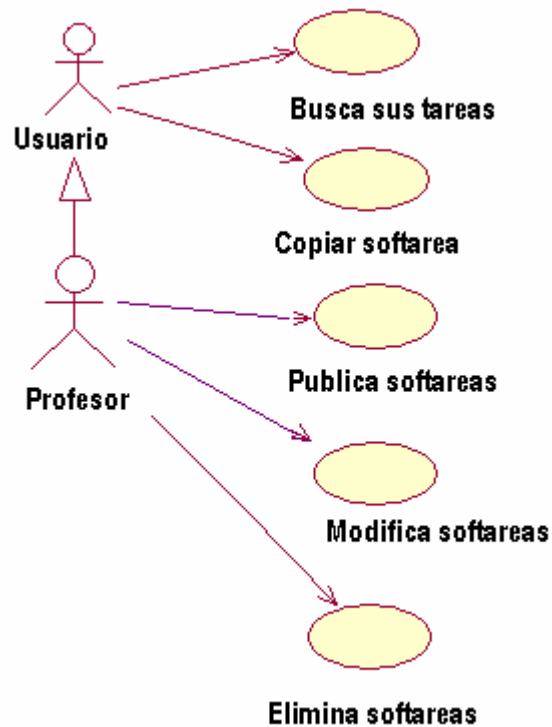 Busca sus tareas
Usuario
Copiar softarea
Publica softareas
Profesor
Modifica softareas
Elimina softareas